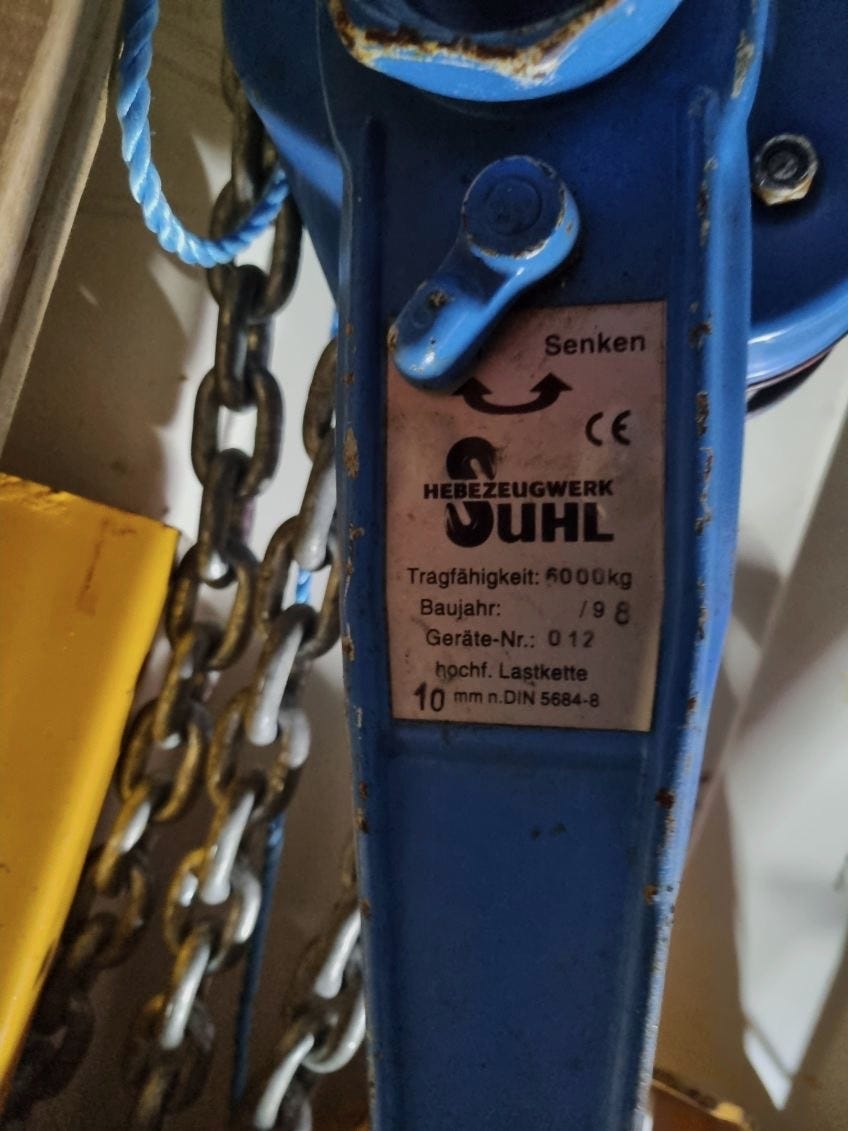 Senken
CE
HEBEZEUGWERK
SUHL
Tragfähigkeit: 6000kg
Baujahr: /98
Geräte-Nr.: 012
hochf. Lastkette
10 mm n.DIN 5684-8